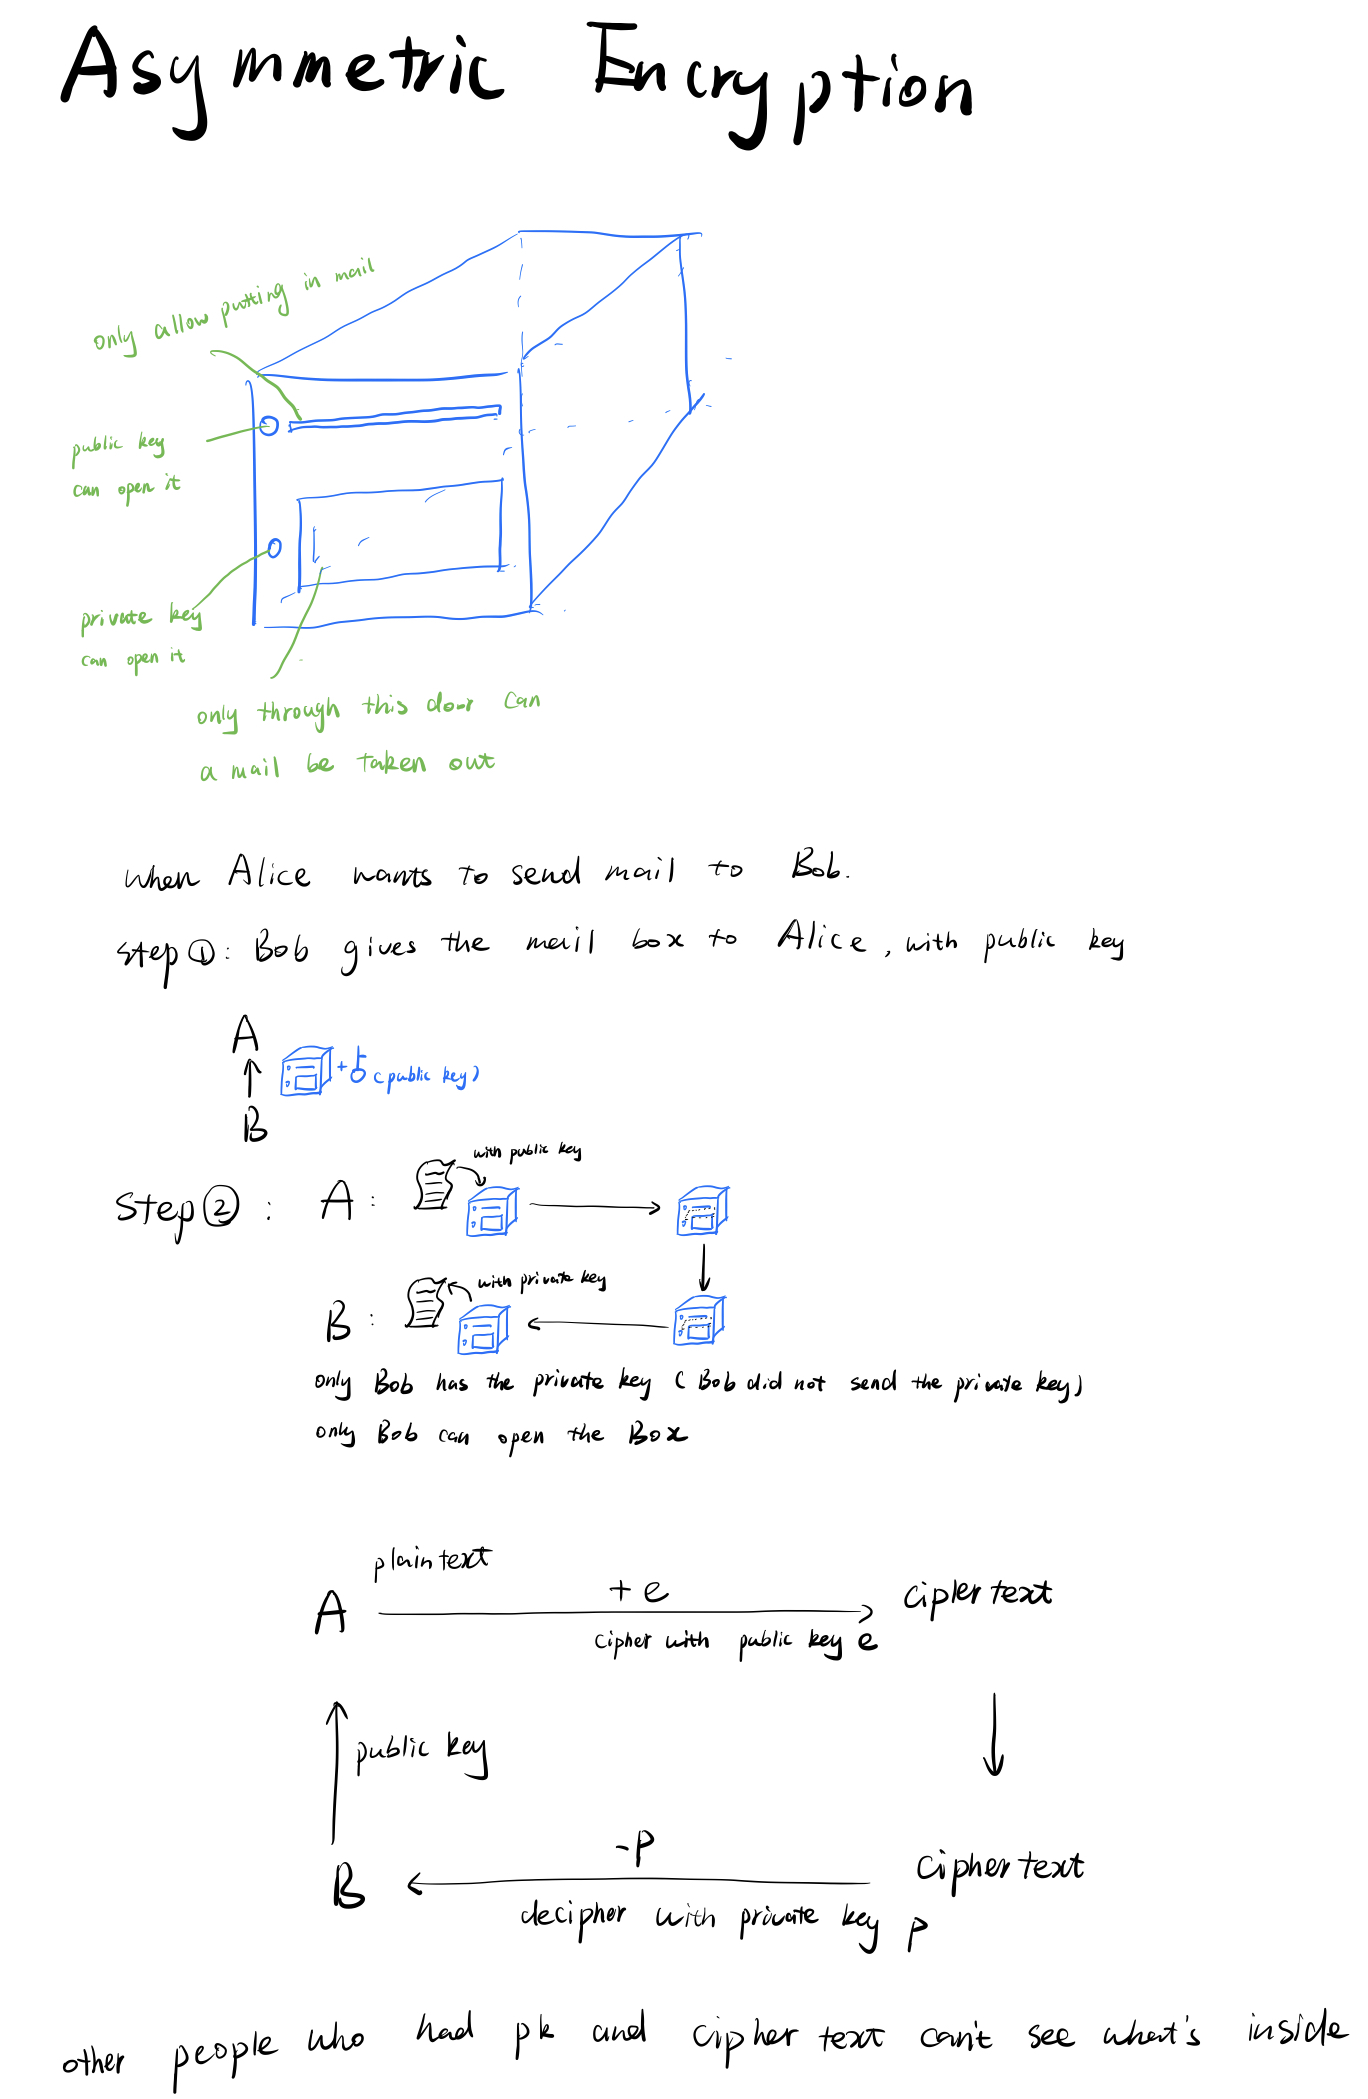 Asymmetric Encryption
only allow putting in mail
public key
can open it
private key
can open it
only through this door can
a mail be taken out
when Alice wants to send mail to Bob.
Step ①: Bob gives the mail box to Alice, with public key
A
+ (public key)
B
with public key
Step ② : A :
with private key
B :
only Bob has the private key ( Bob did not send the private key)
only Bob can open the Box
plain text
A + e cipler text
cipher with public key e
public key
-P
B cipher text
decipher with private key P
other people who had pk and cipher text can't see what's inside